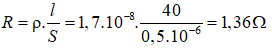 R = ρ. l/S = 1,7.10⁻⁸. 40/0,5.10⁻⁶ = 1,36Ω